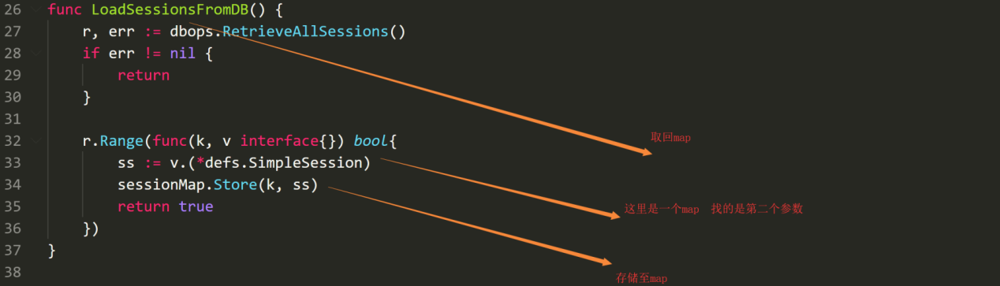 26 func LoadSessionsFromDB() {
27     r, err := dbops.RetrieveAllSessions()
28     if err != nil {
29         return
30     }
31
32     r.Range(func(k, v interface{}) bool{
取回map
33         ss := v.(*defs.SimpleSession)
34         sessionMap.Store(k, ss)
35         return true
这里是一个map  找的是第二个参数
36     })
37 }
38
存储至map